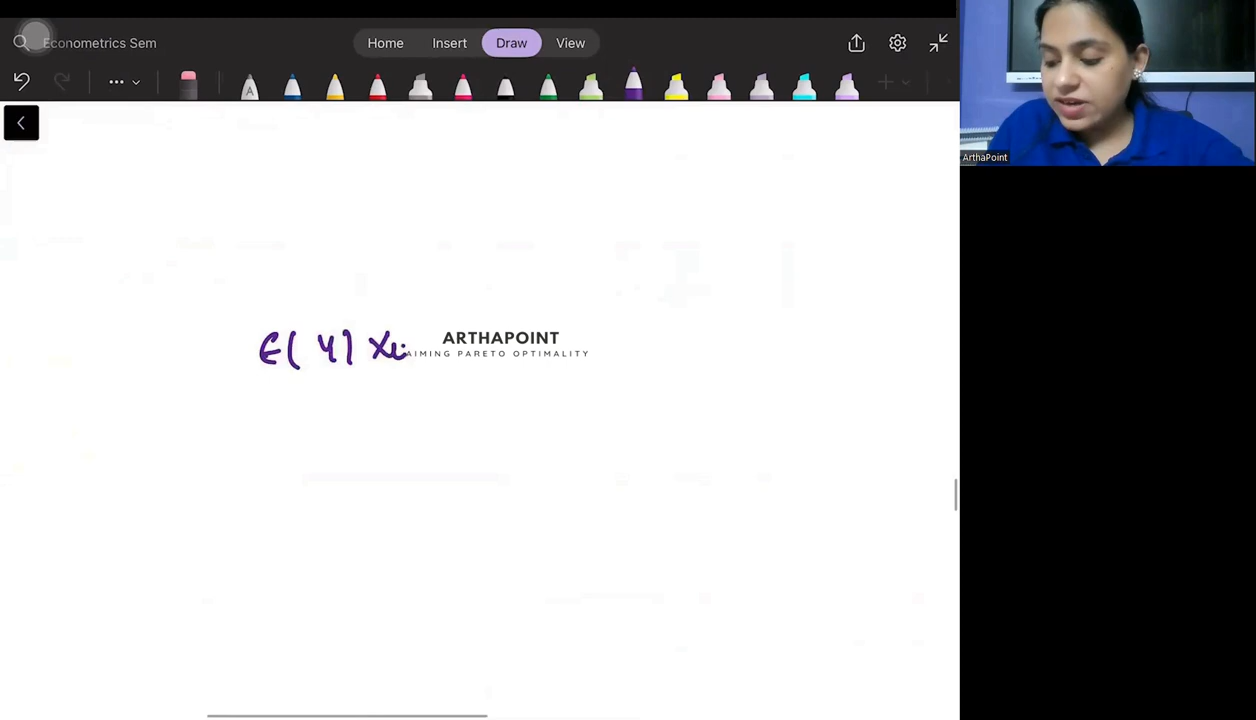 Econometrics Sem
Home Insert Draw View
A
ArthaPoint
E( Y| Xi
ARTHAPOINT
AIMING PARETO OPTIMALITY